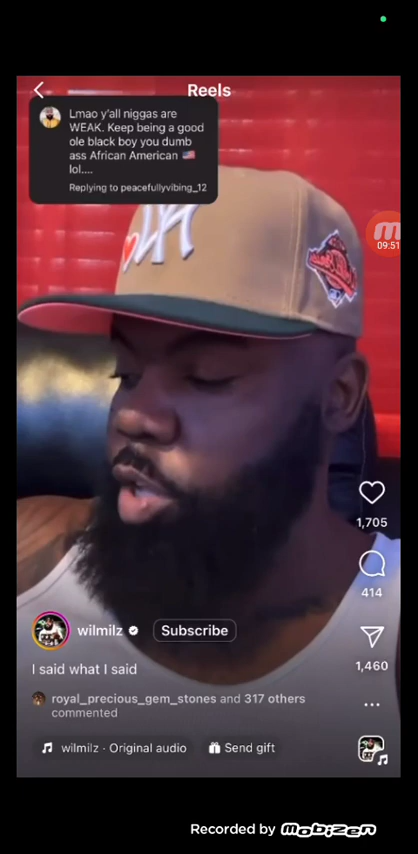 Reels
Lmao y'all niggas are
WEAK. Keep being a good
ole black boy you dumb
ass African American 🇺🇸
lol....
Replying to peacefullyvibing_12
09:51
1,705
414
wilmilz
Subscribe
1,460
I said what I said
royal_precious_gem_stones and 317 others
commented
wilmilz · Original audio
Send gift
Recorded by mobizen